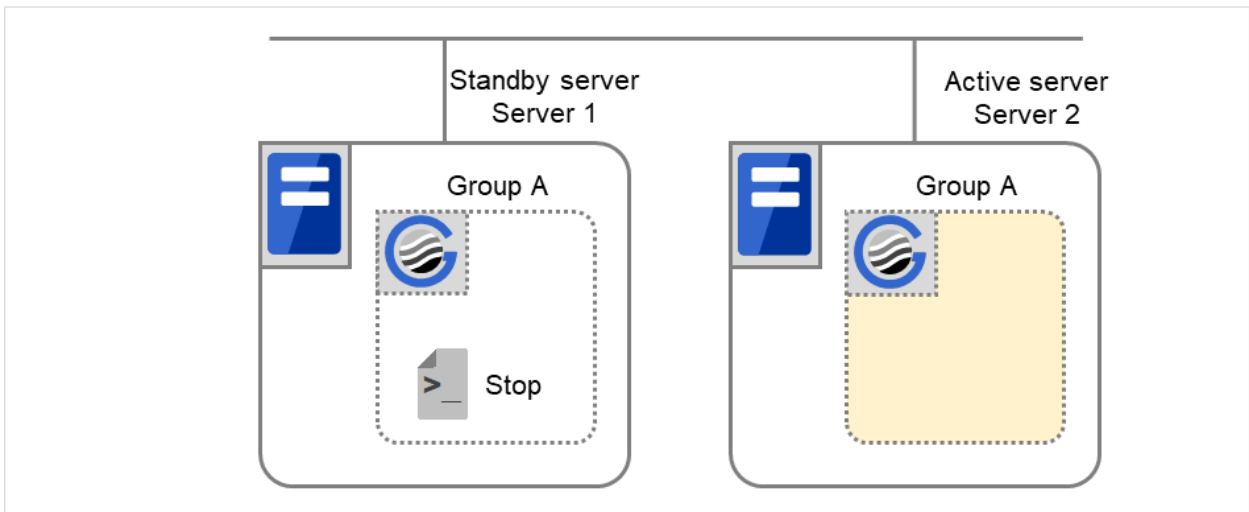 Standby server
Server 1
Active server
Server 2
Group A
Group A
>_
Stop